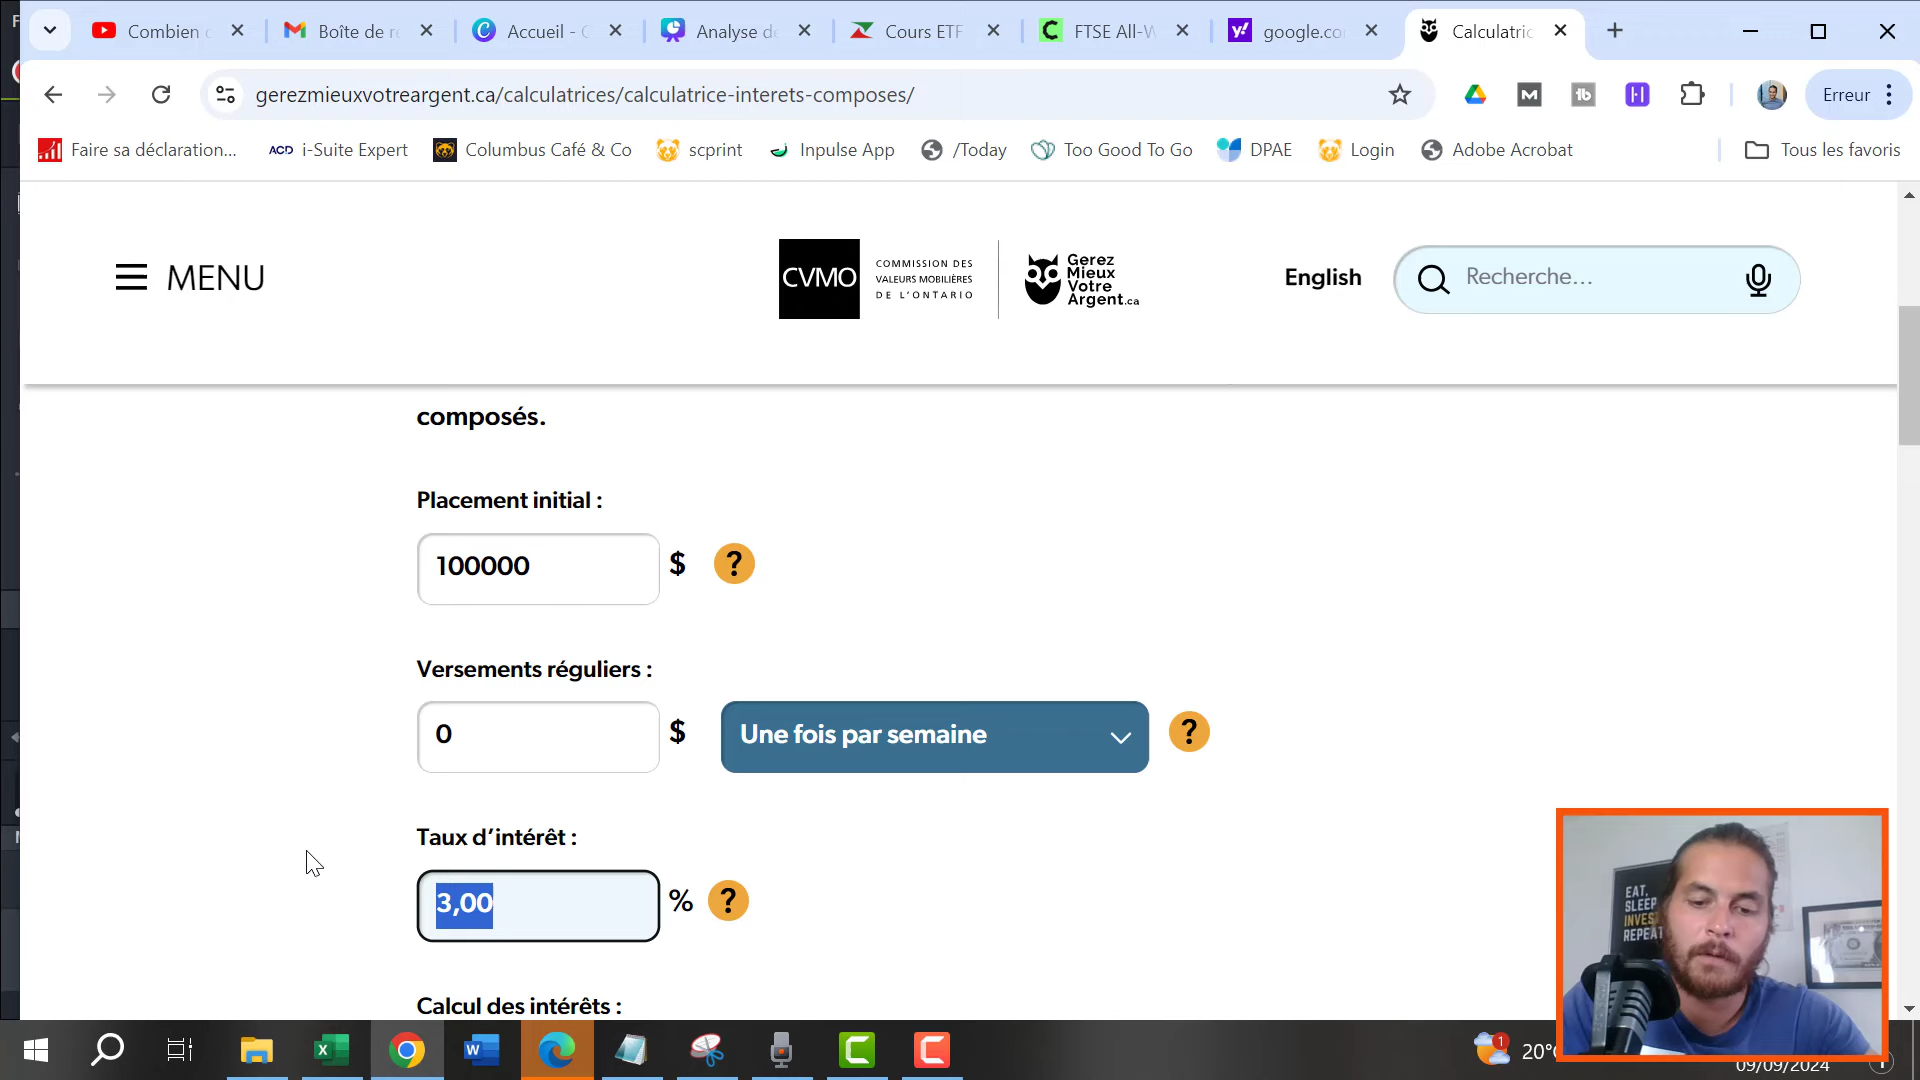 Combien
Boîte de
Accueil -
Analyse de
Cours ETF
FTSE All-W
google.co
Calculatric
gerezmieuxvotreargent.ca/calculatrices/calculatrice-interets-composes/
Erreur
Faire sa déclaration...
ACD i-Suite Expert
Columbus Café & Co
scprint
Inpulse App
/Today
Too Good To Go
DPAE
Login
Adobe Acrobat
Tous les favoris
MENU
CVMO
COMMISSION DES
VALEURS MOBILIÈRES
DE L'ONTARIO
Gerez
Mieux
Votre
Argent.ca
English
Recherche...
composés.
Placement initial :
100000 $ ?
Versements réguliers :
0 $ Une fois par semaine ?
Taux d'intérêt :
3,00 % ?
Calcul des intérêts :
EAT,
SLEEP
INVEST
REPEAT
1
20°
09/09/2024